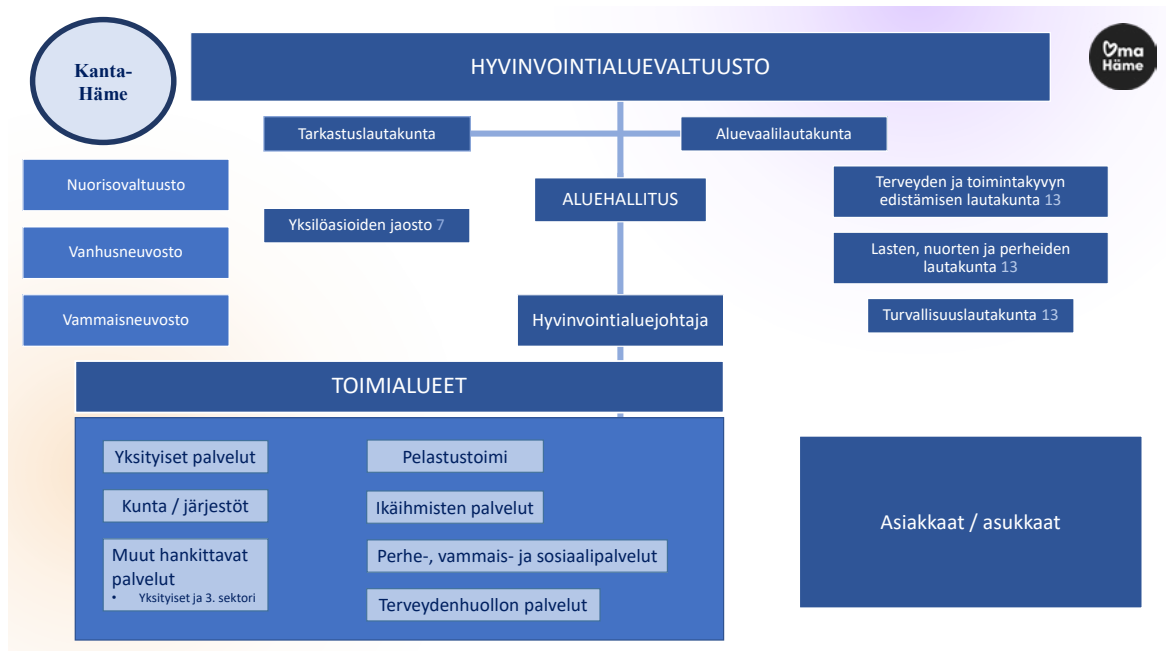 Kanta-
Häme
HYVINVOINTIALUEVALTUUSTO
♡ma
Häme
Tarkastuslautakunta
Aluevaalilautakunta
Nuorisovaltuusto
ALUEHALLITUS
Terveyden ja toimintakyvyn
edistämisen lautakunta 13
Yksilöasioiden jaosto 7
Vanhusneuvosto
Lasten, nuorten ja perheiden
lautakunta 13
Vammaisneuvosto
Hyvinvointialuejohtaja
Turvallisuuslautakunta 13
TOIMIALUEET
Yksityiset palvelut
Kunta / järjestöt
Muut hankittavat
palvelut
• Yksityiset ja 3. sektori
Pelastustoimi
Ikäihmisten palvelut
Perhe-, vammais- ja sosiaalipalvelut
Terveydenhuollon palvelut
Asiakkaat / asukkaat